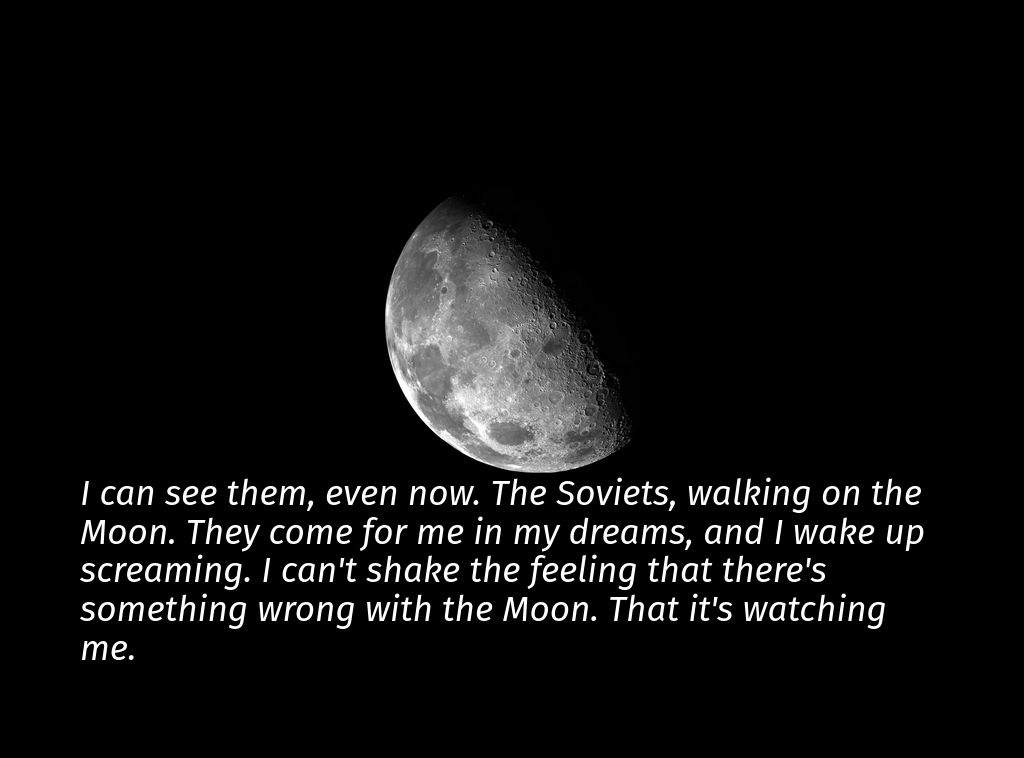 I can see them, even now. The Soviets, walking on the
Moon. They come for me in my dreams, and I wake up
screaming. I can't shake the feeling that there's
something wrong with the Moon. That it's watching
me.